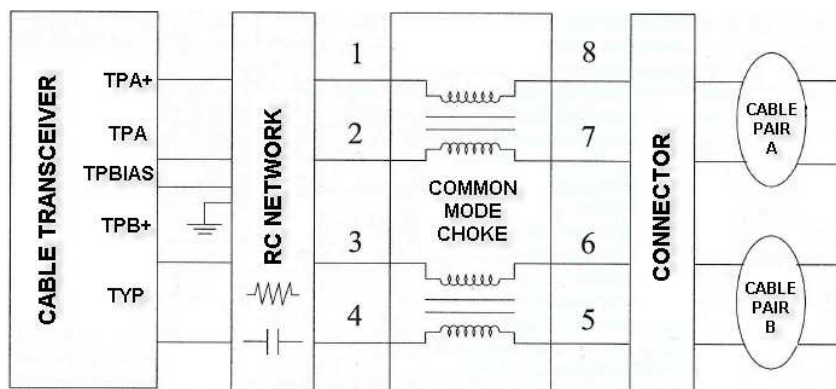 CABLE TRANSCEIVER
TPA+
TPA
TPBIAS
TPB+
TYP
RC NETWORK
1
2
3
4
COMMON
MODE
CHOKE
8
7
6
5
CONNECTOR
CABLE
PAIR
A
CABLE
PAIR
B